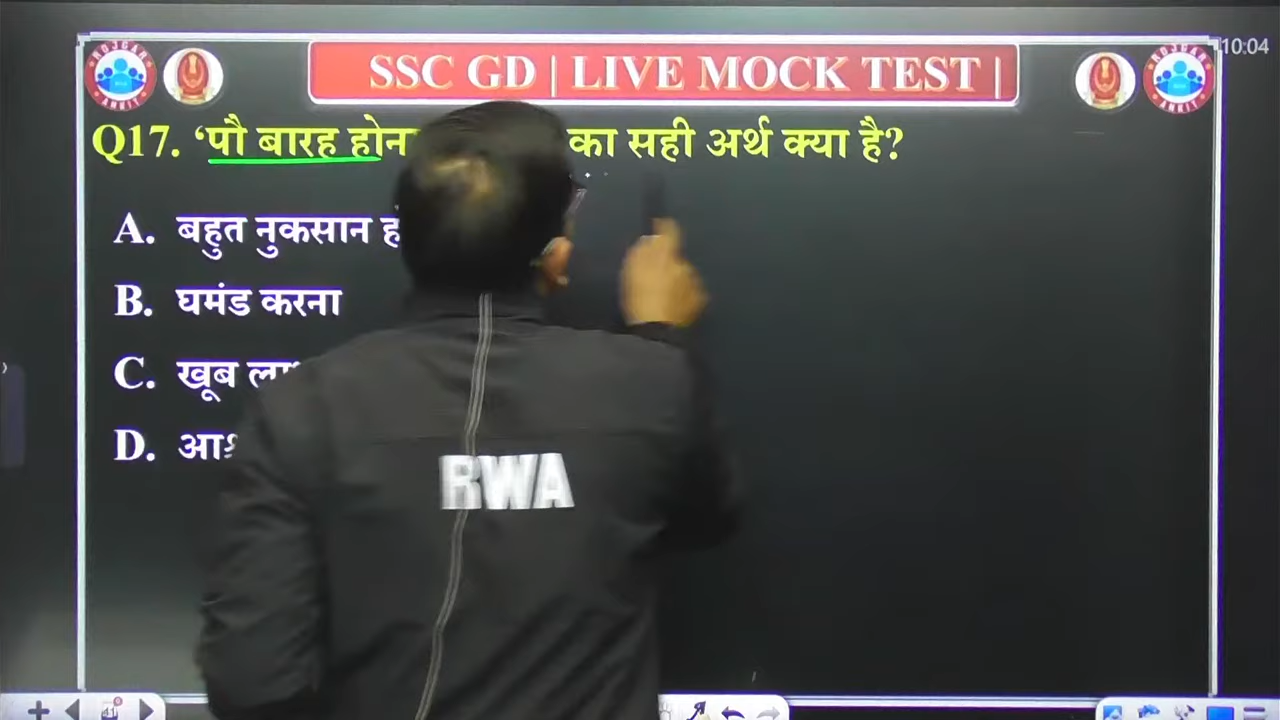 10:04
SSC GD | LIVE MOCK TEST |
Q17. ‘पौ बारह होना का सही अर्थ क्या है?
A. बहुत नुकसान
B. घमंड करना
C. खूब
D.
RWA